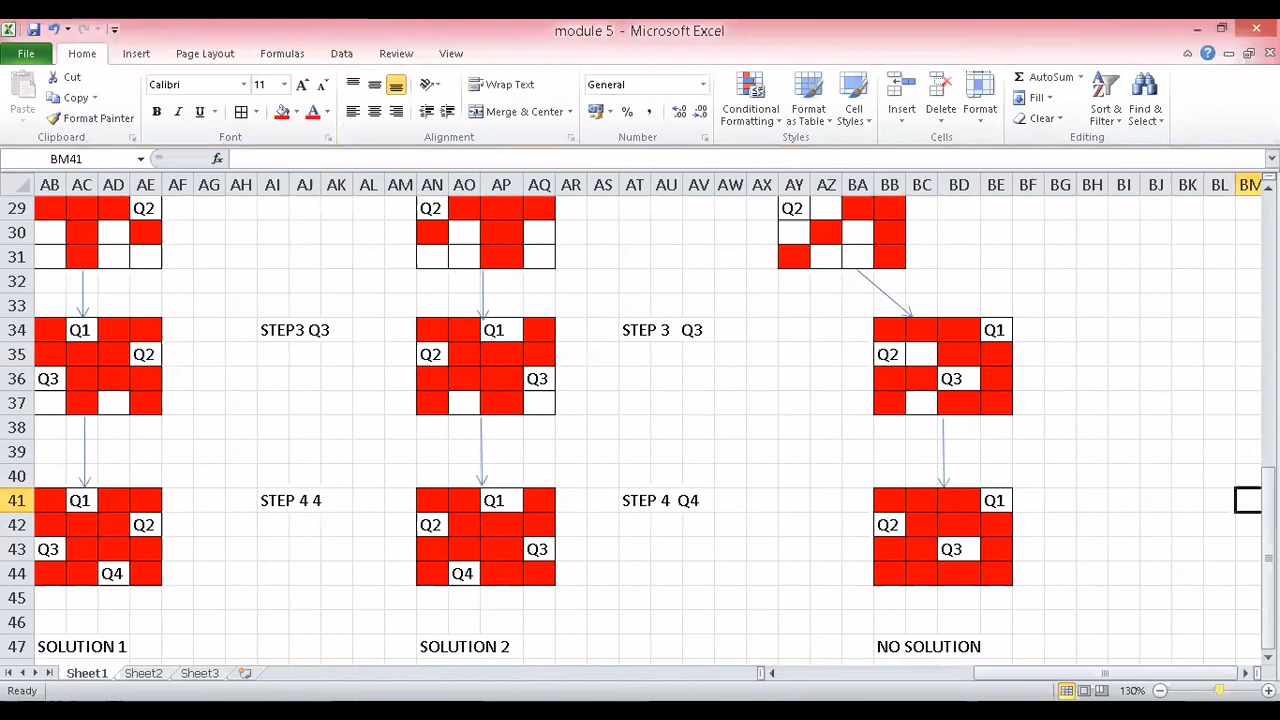 module 5 - Microsoft Excel
File Home Insert Page Layout Formulas Data Review View
Cut
Copy
Format Painter
Paste
Clipboard
Calibri 11
B I U
Font
Wrap Text
Merge & Center
Alignment
General
Number
Conditional Formatting
Format as Table
Cell Styles
Styles
Insert Delete Format
Cells
AutoSum
Fill
Clear
Sort & Filter
Find & Select
Editing
BM41 fx
AB AC AD AE AF AG AH AI AJ AK AL AM AN AO AP AQ AR AS AT AU AV AW AX AY AZ BA BB BC BD BE BF BG BH BI BJ BK BL BM
29 Q2 Q2 Q2
30
31
32
33
34 Q1 STEP3 Q3 Q1 STEP 3 Q3 Q1
35 Q2 Q2 Q2
36 Q3 Q3 Q3
37
38
39
40
41 Q1 STEP 4 4 Q1 STEP 4 Q4 Q1
42 Q2 Q2 Q2
43 Q3 Q3 Q3
44 Q4 Q4
45
46
47 SOLUTION 1 SOLUTION 2 NO SOLUTION
Sheet1 Sheet2 Sheet3
Ready 130%